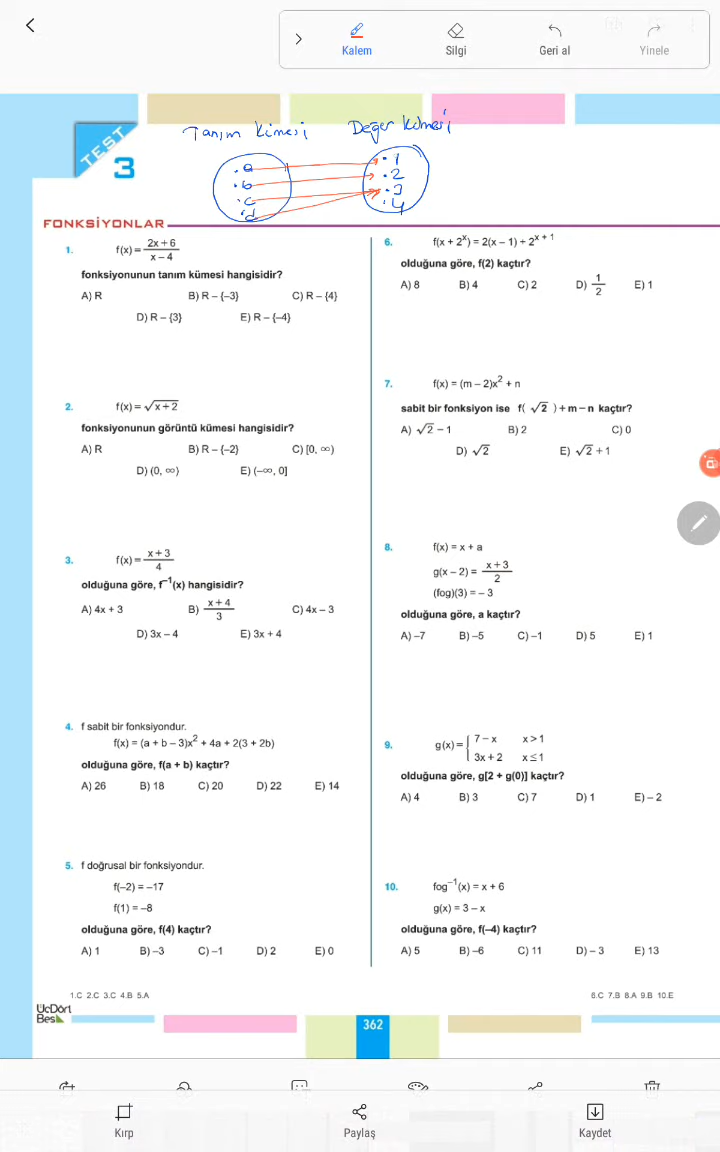 Kalem
Silgi
Geri al
Yinele
Tanım Kümesi
Değer Kümesi
TEST
3
.a
.b
.c
.d
.1
.2
.3
.4
FONKSİYONLAR
1. f(x) = (2x + 6)/(x – 4)
fonksiyonunun tanım kümesi hangisidir?
A) R B) R – {–3} C) R – {4}
D) R – {3} E) R – {–4}
2. f(x) = √(x + 2)
fonksiyonunun görüntü kümesi hangisidir?
A) R B) R – {–2} C) [0, ∞)
D) (0, ∞) E) (–∞, 0]
3. f(x) = (x + 3)/4
olduğuna göre, f⁻¹(x) hangisidir?
A) 4x + 3 B) (x + 4)/3 C) 4x – 3
D) 3x – 4 E) 3x + 4
4. f sabit bir fonksiyondur.
f(x) = (a + b – 3)x² + 4a + 2(3 + 2b)
olduğuna göre, f(a + b) kaçtır?
A) 26 B) 18 C) 20 D) 22 E) 14
5. f doğrusal bir fonksiyondur.
f(–2) = –17
f(1) = –8
olduğuna göre, f(4) kaçtır?
A) 1 B) –3 C) –1 D) 2 E) 0
6. f(x + 2ˣ) = 2(x – 1) + 2ˣ⁺¹
olduğuna göre, f(2) kaçtır?
A) 8 B) 4 C) 2 D) 1/2 E) 1
7. f(x) = (m – 2)x² + n
sabit bir fonksiyon ise f(√2) + m – n kaçtır?
A) √2 – 1 B) 2 C) 0
D) √2 E) √2 + 1
8. f(x) = x + a
g(x – 2) = (x + 3)/2
(fog)(3) = – 3
olduğuna göre, a kaçtır?
A) –7 B) –5 C) –1 D) 5 E) 1
9. g(x) = { 7 – x x > 1
3x + 2 x ≤ 1
olduğuna göre, g[2 + g(0)] kaçtır?
A) 4 B) 3 C) 7 D) 1 E) – 2
10. fog⁻¹(x) = x + 6
g(x) = 3 – x
olduğuna göre, f(–4) kaçtır?
A) 5 B) –6 C) 11 D) – 3 E) 13
1.C 2.C 3.C 4.B 5.A
6.C 7.B 8.A 9.B 10.E
ÜçDört
Beş
362
Kırp
Paylaş
Kaydet